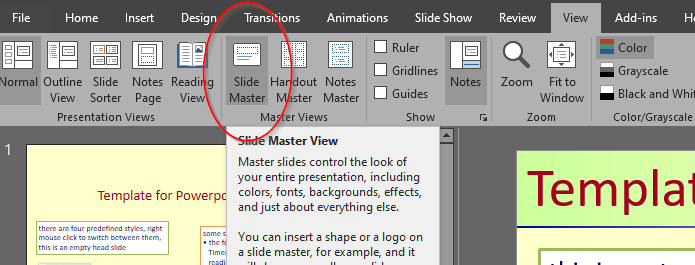 File Home Insert Design Transitions Animations Slide Show Review View Add-ins
Normal
Outline View
Slide Sorter
Notes Page
Reading View
Slide Master
Handout Master
Notes Master
Ruler
Gridlines
Guides
Notes
Zoom
Fit to Window
Color
Grayscale
Black and Whit
Presentation Views Master Views Show Zoom Color/Grayscale
1
Slide Master View
Master slides control the look of
your entire presentation, including
colors, fonts, backgrounds, effects,
and just about everything else.
You can insert a shape or a logo on
a slide master, for example, and it
Template for Powerpo
there are four predefined styles, right
mouse click to switch between them,
this is an empty head slide
some s
• the fo
Times
readin
Templat